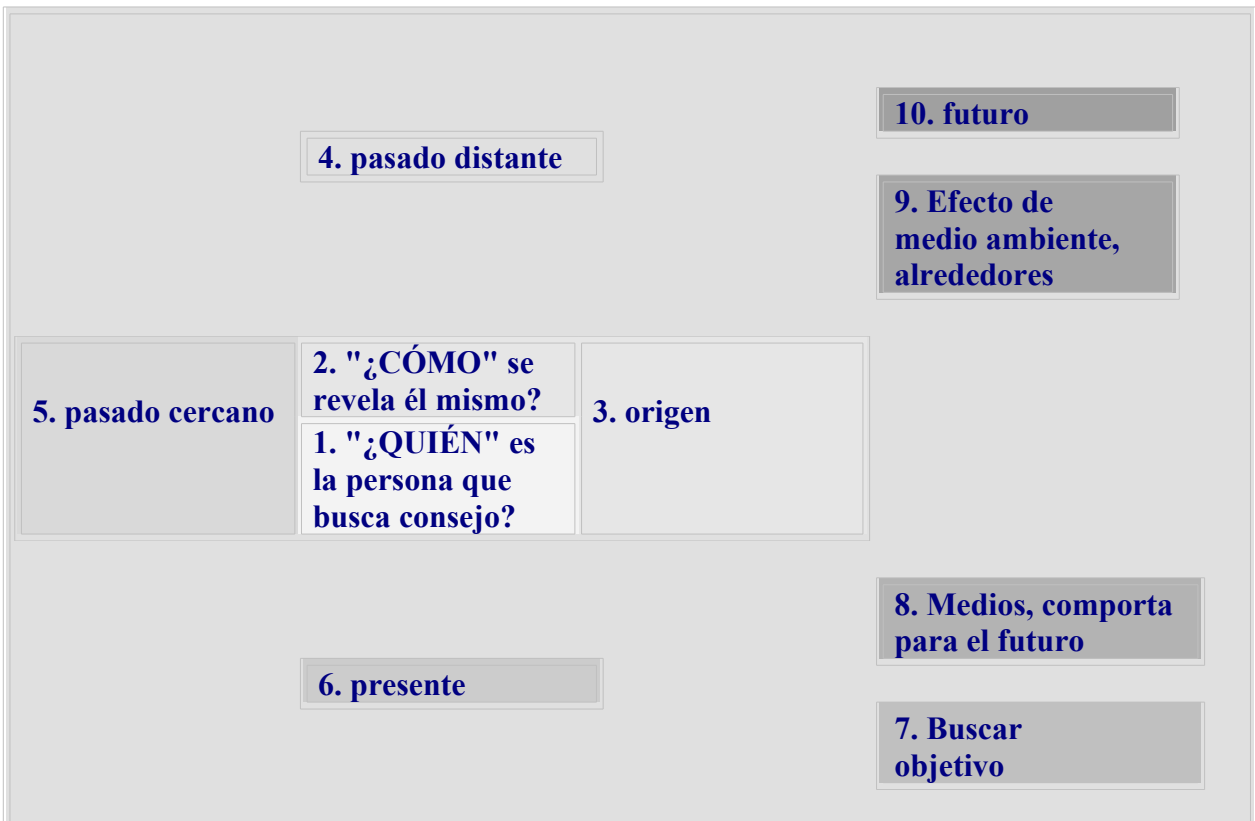 10. futuro
4. pasado distante
9. Efecto de
medio ambiente,
alrededores
2. "¿CÓMO" se
revela él mismo?
5. pasado cercano
3. origen
1. "¿QUIÉN" es
la persona que
busca consejo?
8. Medios, comporta
para el futuro
6. presente
7. Buscar
objetivo